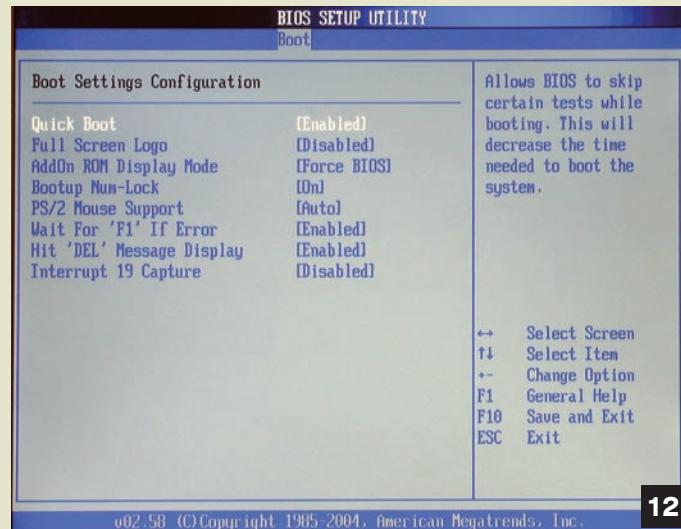 BIOS SETUP UTILITY
Boot
Boot Settings Configuration
Quick Boot [Enabled]
Full Screen Logo [Disabled]
AddOn ROM Display Mode [Force BIOS]
Bootup Num-Lock [On]
PS/2 Mouse Support [Auto]
Wait For 'F1' If Error [Enabled]
Hit 'DEL' Message Display [Enabled]
Interrupt 19 Capture [Disabled]
Allows BIOS to skip
certain tests while
booting. This will
decrease the time
needed to boot the
system.
↔ Select Screen
↑↓ Select Item
+- Change Option
F1 General Help
F10 Save and Exit
ESC Exit
v02.58 (C)Copyright 1985-2004, American Megatrends, Inc.
12